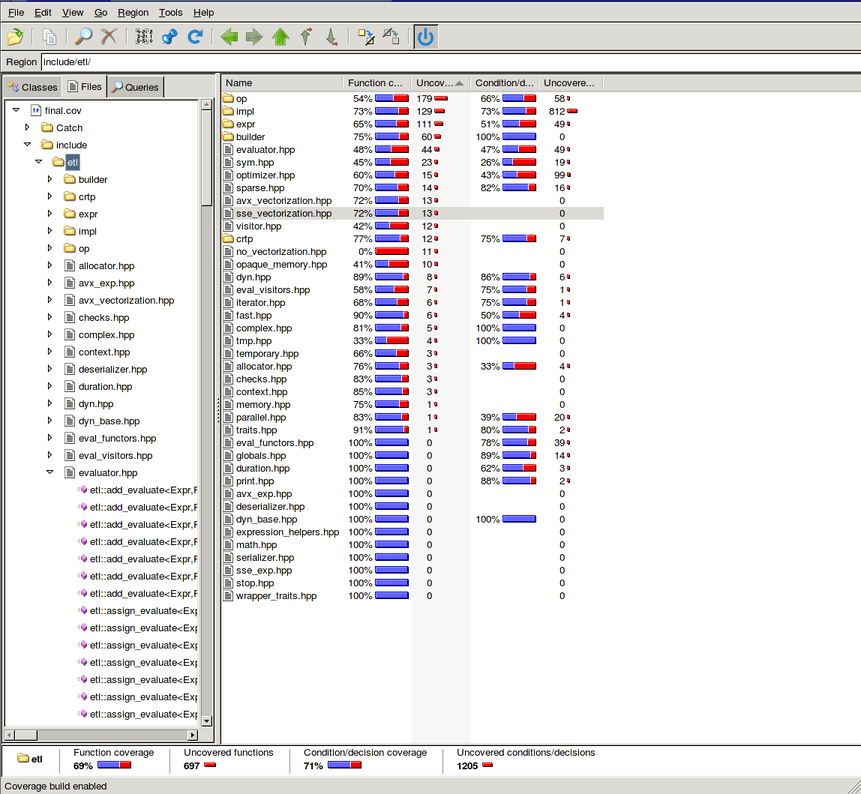 File Edit View Cov Go Region Tools Help
Region include/etl/
Classes Files Queries
final.cov
Catch
include
etl
builder
crtp
expr
impl
op
allocator.hpp
avx_exp.hpp
avx_vectorization.hpp
checks.hpp
complex.hpp
context.hpp
deserializer.hpp
duration.hpp
dyn.hpp
dyn_base.hpp
eval_functors.hpp
eval_visitors.hpp
evaluator.hpp
etl::add_evaluate<Expr,F
etl::add_evaluate<Expr,F
etl::add_evaluate<Expr,F
etl::add_evaluate<Expr,F
etl::add_evaluate<Expr,F
etl::add_evaluate<Expr,F
etl::add_evaluate<Expr,F
etl::assign_evaluate<Exp
etl::assign_evaluate<Exp
etl::assign_evaluate<Exp
etl::assign_evaluate<Exp
etl::assign_evaluate<Exp
etl::assign_evaluate<Exp
etl::assign_evaluate<Exp
Name Function c... Uncov... Condition/d... Uncovere...
op 54% 179 66% 58
impl 73% 129 73% 812
expr 65% 111 51% 49
builder 75% 60 100% 0
evaluator.hpp 48% 44 47% 49
sym.hpp 45% 23 26% 19
optimizer.hpp 60% 15 43% 99
sparse.hpp 70% 14 82% 16
avx_vectorization.hpp 72% 13 0
sse_vectorization.hpp 72% 13 0
visitor.hpp 42% 12 0
crtp 77% 12 75% 7
no_vectorization.hpp 0% 11 0
opaque_memory.hpp 41% 10 0
dyn.hpp 89% 8 86% 6
eval_visitors.hpp 58% 7 75% 1
iterator.hpp 68% 6 75% 1
fast.hpp 90% 6 50% 4
complex.hpp 81% 5 100% 0
tmp.hpp 33% 4 100% 0
temporary.hpp 66% 3 0
allocator.hpp 76% 3 33% 4
checks.hpp 83% 3 0
context.hpp 85% 3 0
memory.hpp 75% 1 0
parallel.hpp 83% 1 39% 20
traits.hpp 91% 1 80% 2
eval_functors.hpp 100% 0 78% 39
globals.hpp 100% 0 89% 14
duration.hpp 100% 0 62% 3
print.hpp 100% 0 88% 2
avx_exp.hpp 100% 0 0
deserializer.hpp 100% 0 0
dyn_base.hpp 100% 0 100% 0
expression_helpers.hpp 100% 0 0
math.hpp 100% 0 0
serializer.hpp 100% 0 0
sse_exp.hpp 100% 0 0
stop.hpp 100% 0 0
wrapper_traits.hpp 100% 0 0
etl
Function coverage
69%
Uncovered functions
697
Condition/decision coverage
71%
Uncovered conditions/decisions
1205
Coverage build enabled